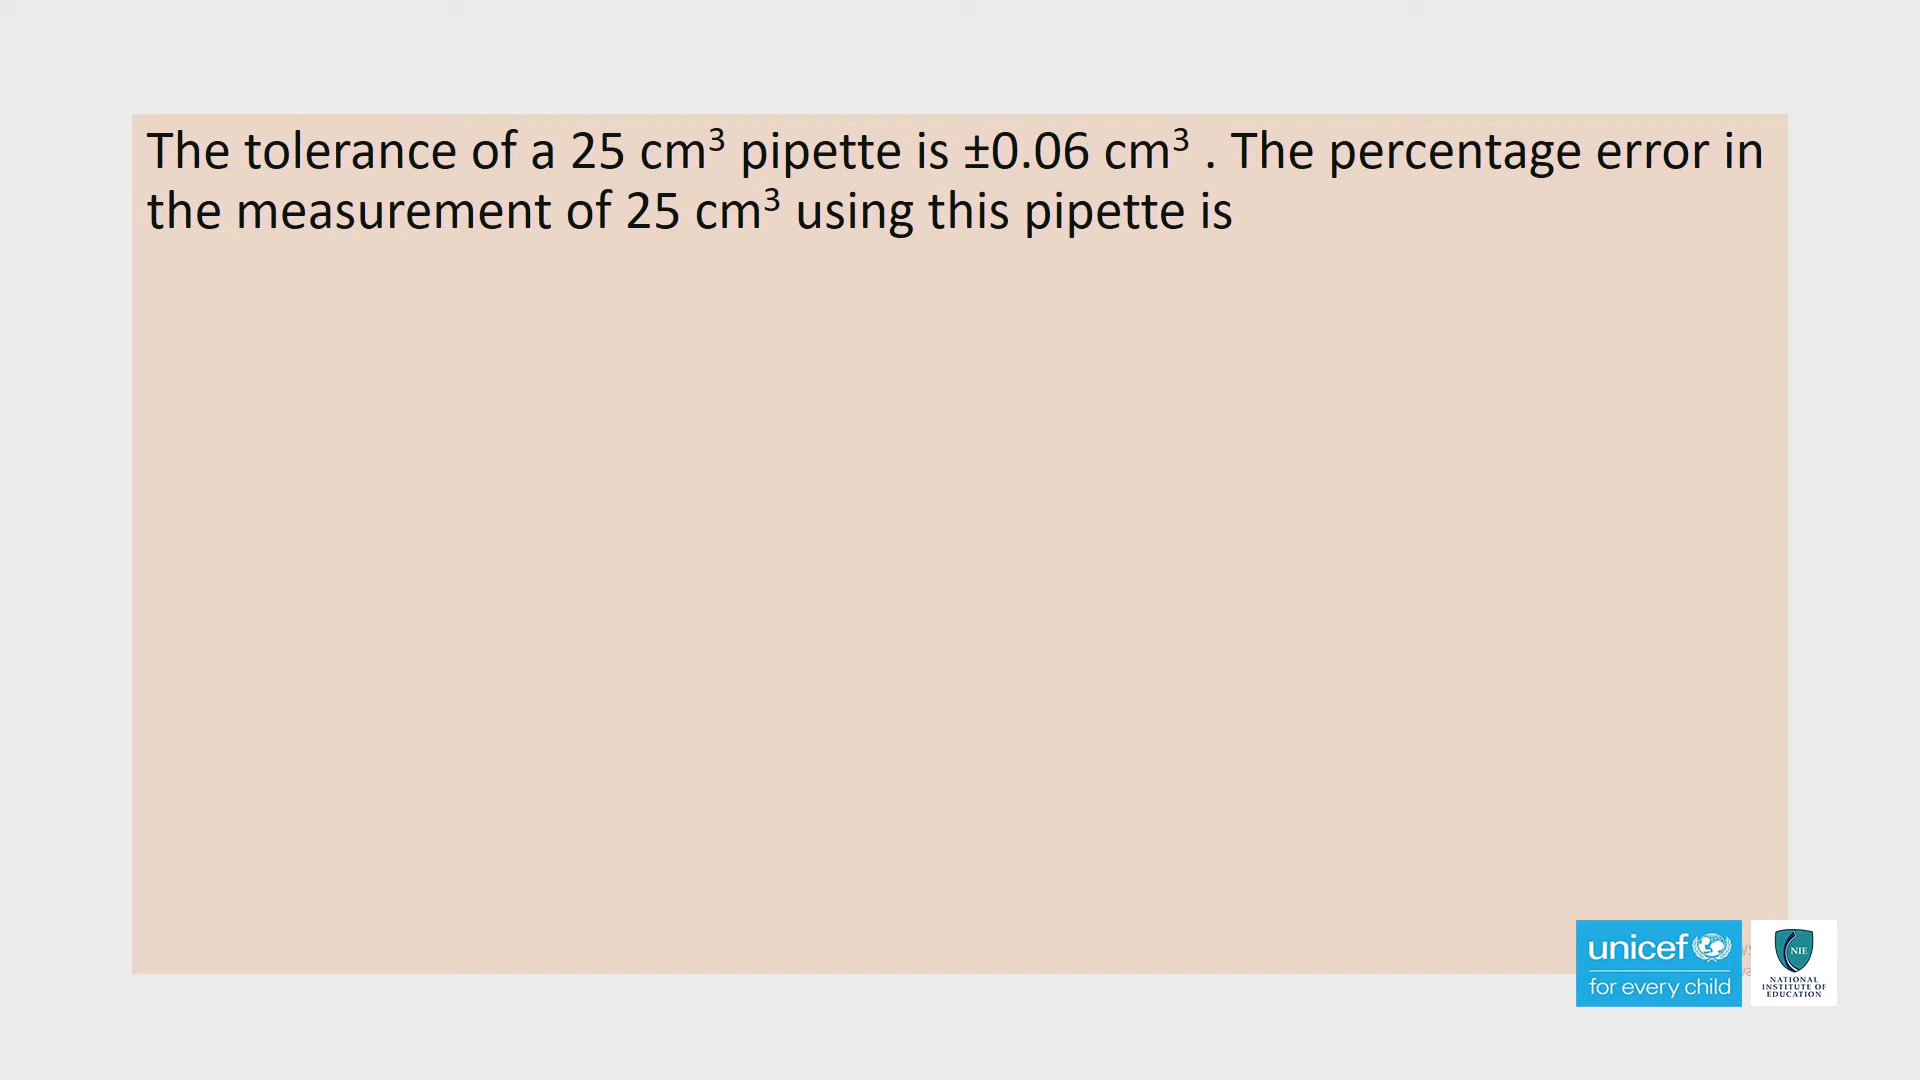 The tolerance of a 25 cm³ pipette is ±0.06 cm³ . The percentage error in
the measurement of 25 cm³ using this pipette is
unicef
for every child
NIE
NATIONAL
INSTITUTE OF
EDUCATION